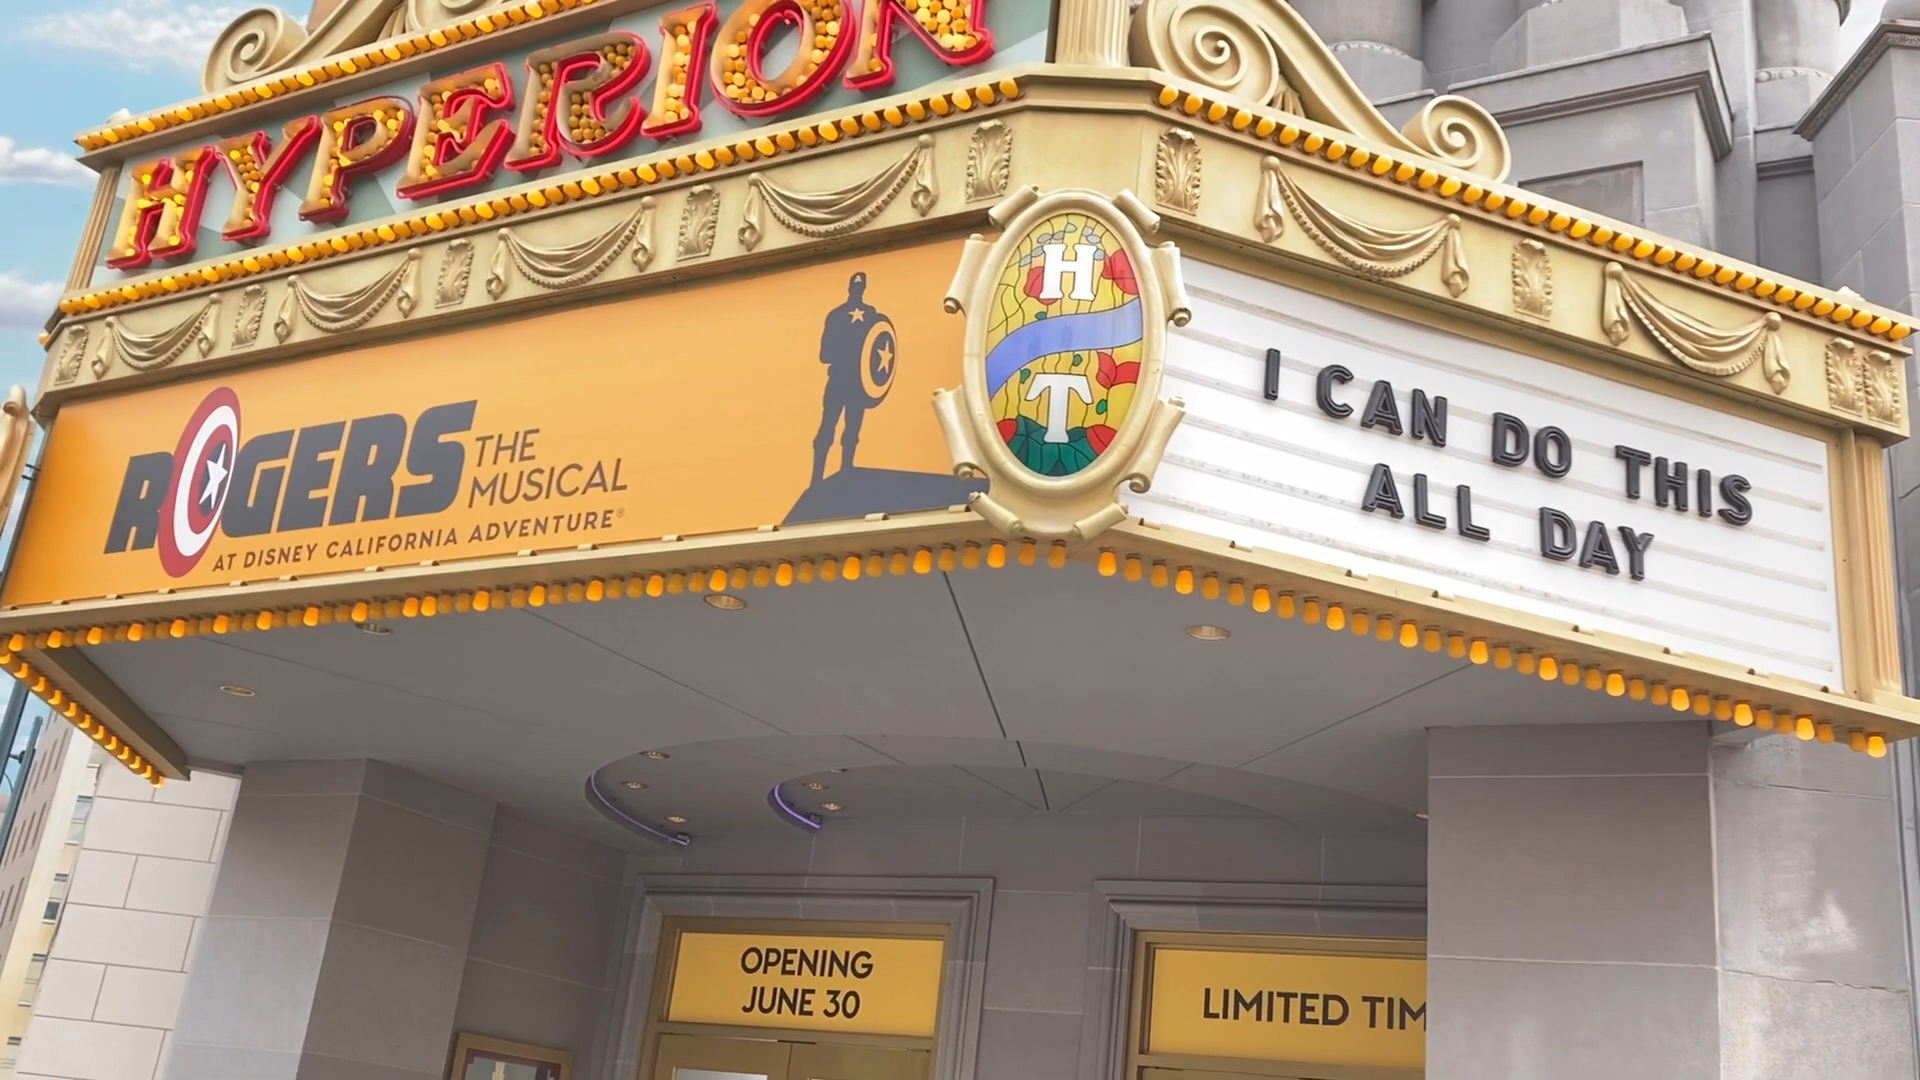 HYPERION
ROGERS
THE
MUSICAL
AT DISNEY CALIFORNIA ADVENTURE®
A
H
T
I CAN DO THIS
ALL DAY
OPENING
JUNE 30
LIMITED TIM